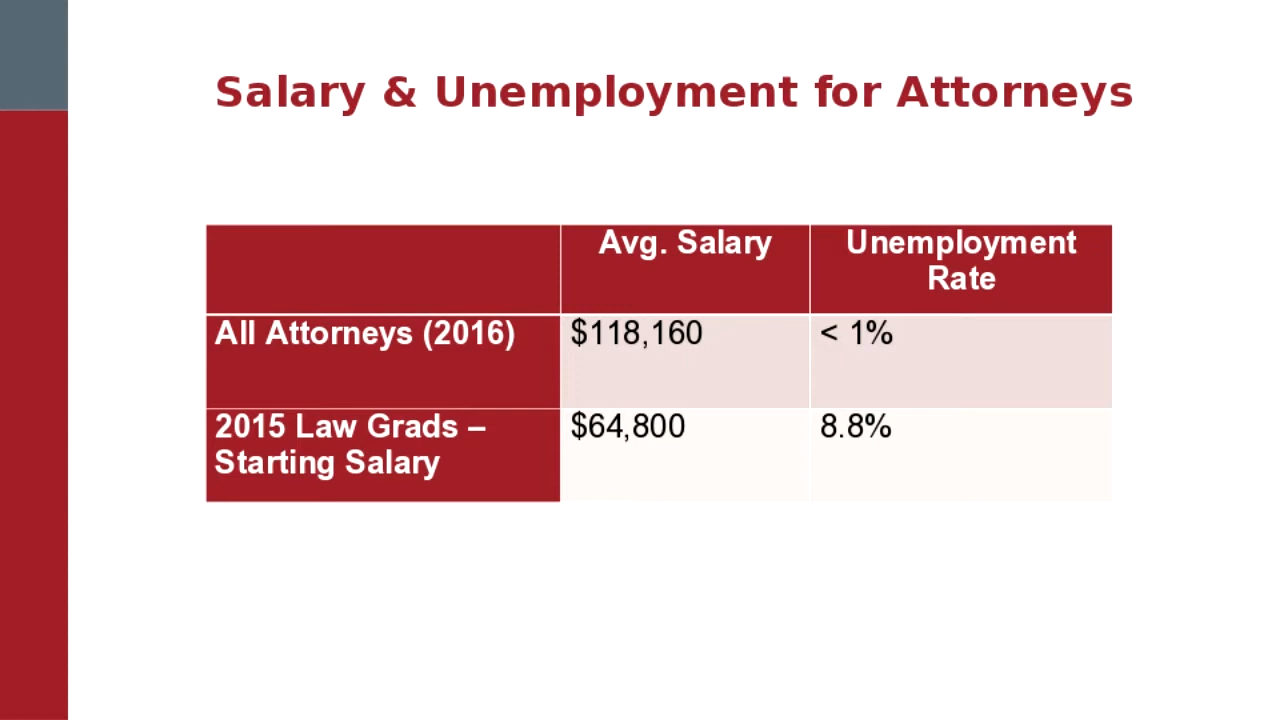 Salary & Unemployment for Attorneys
Avg. Salary
Unemployment
Rate
All Attorneys (2016)
$118,160
< 1%
2015 Law Grads –
Starting Salary
$64,800
8.8%